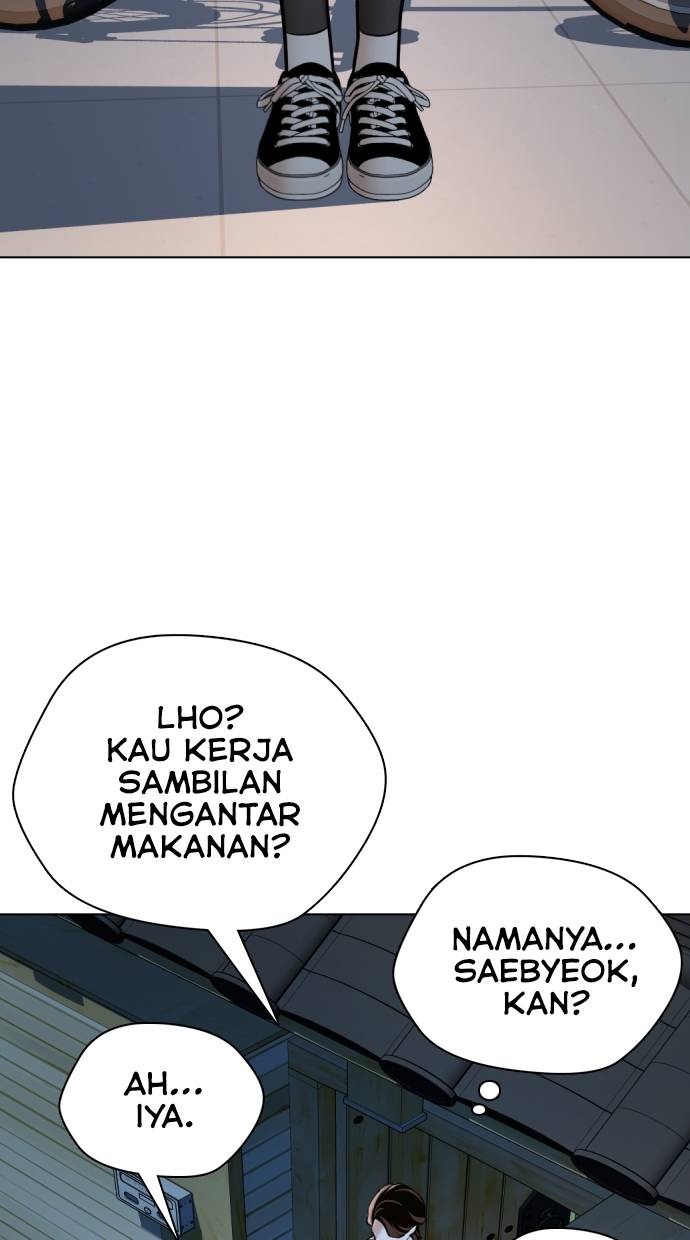 LHO?
KAU KERJA
SAMBILAN
MENGANTAR
MAKANAN?
NAMANYA...
SAEBYEOK,
KAN?
AH...
IYA.